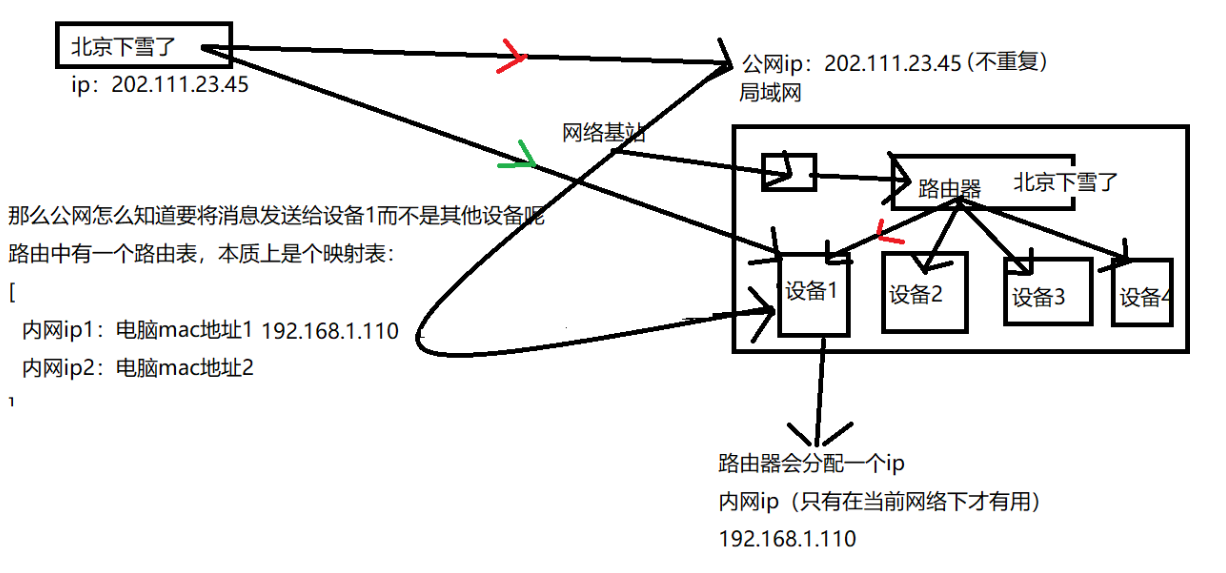 北京下雪了
ip：202.111.23.45
公网ip：202.111.23.45（不重复）
局域网
网络基站
路由器
北京下雪了
那么公网怎么知道要将消息发送给设备1而不是其他设备呢
路由中有一个路由表，本质上是个映射表：
[
内网ip1：电脑mac地址1 192.168.1.110
内网ip2：电脑mac地址2
]
设备1
设备2
设备3
设备4
路由器会分配一个ip
内网ip（只有在当前网络下才有用）
192.168.1.110